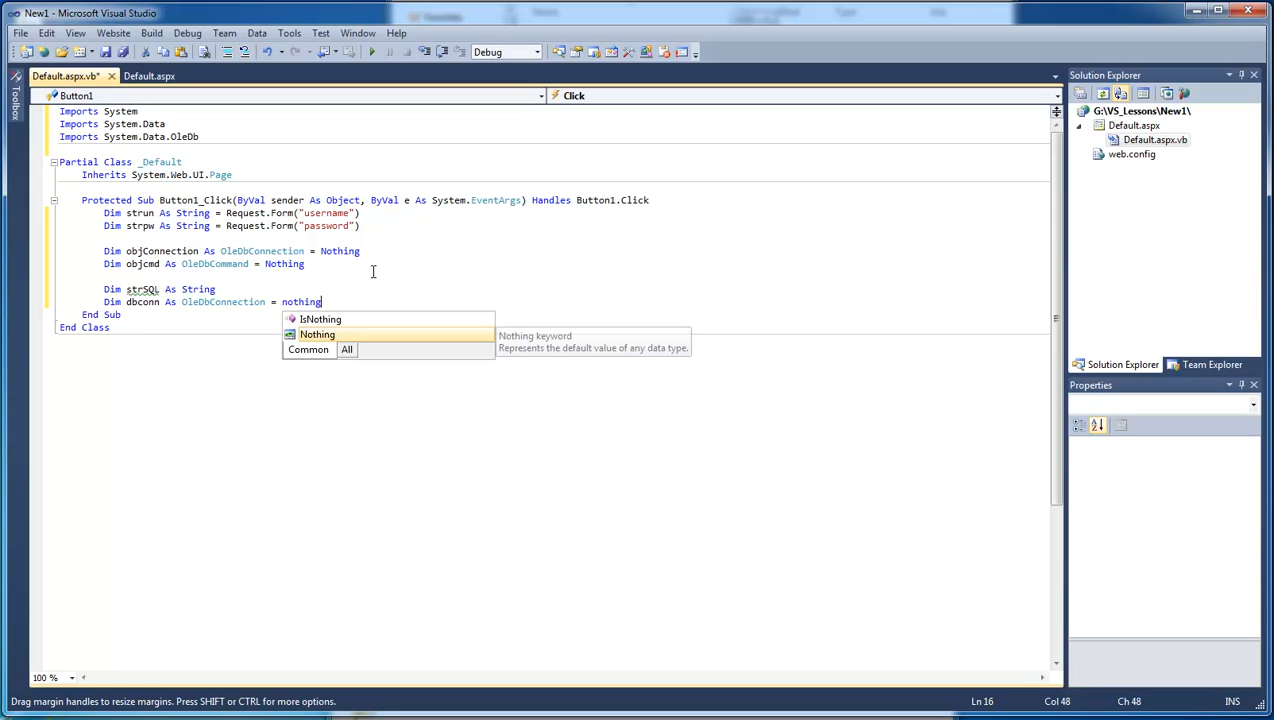 New1 - Microsoft Visual Studio
File Edit View Website Build Debug Team Data Tools Test Window Help
Debug
Default.aspx.vb* Default.aspx
Solution Explorer
Toolbox
Button1 Click
Imports System
Imports System.Data
Imports System.Data.OleDb
Partial Class _Default
Inherits System.Web.UI.Page
Protected Sub Button1_Click(ByVal sender As Object, ByVal e As System.EventArgs) Handles Button1.Click
Dim strun As String = Request.Form("username")
Dim strpw As String = Request.Form("password")
Dim objConnection As OleDbConnection = Nothing
Dim objcmd As OleDbCommand = Nothing
Dim strSQL As String
Dim dbconn As OleDbConnection = nothing
End Sub
End Class
IsNothing
Nothing
Common All
Nothing keyword
Represents the default value of any data type.
G:\VS_Lessons\New1\
Default.aspx
Default.aspx.vb
web.config
Solution Explorer Team Explorer
Properties
100 %
Drag margin handles to resize margins. Press SHIFT or CTRL for more options.
Ln 16 Col 48 Ch 48 INS